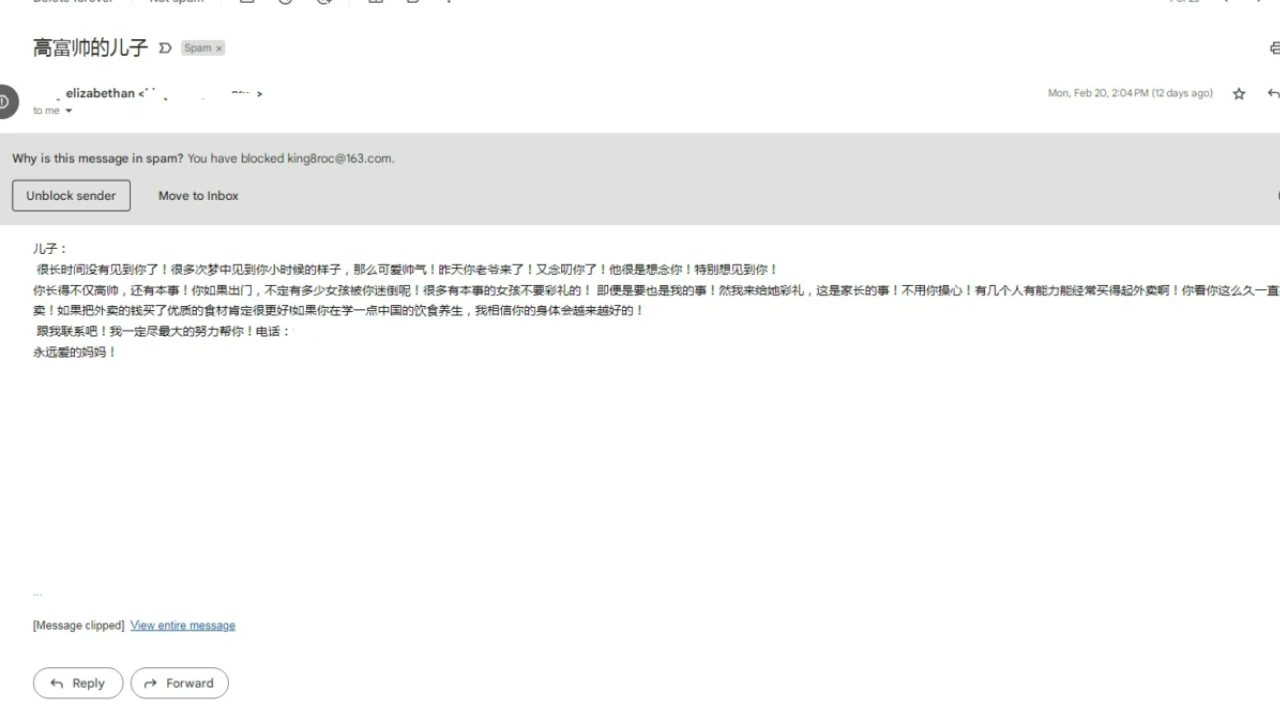 Delete forever Not spam
高富帅的儿子 Spam ×
elizabethan < >
Mon, Feb 20, 2:04 PM (12 days ago)
to me
Why is this message in spam? You have blocked king8roc@163.com.
Unblock sender Move to Inbox
儿子：
很长时间没有见到你了！很多次梦中见到你小时候的样子，那么可爱帅气！昨天你老爷来了！又念叨你了！他很是想念你！特别想见到你！
你长得不仅高帅，还有本事！你如果出门，不定有多少女孩被你迷倒呢！很多有本事的女孩不要彩礼的！ 即便是要也是我的事！然我来给她彩礼，这是家长的事！不用你操心！有几个人有能力能经常买得起外卖啊！你看你这么久一直
卖！如果把外卖的钱买了优质的食材肯定很更好!如果你在学一点中国的饮食养生，我相信你的身体会越来越好的！
跟我联系吧！我一定尽最大的努力帮你！电话：
永远爱的妈妈！
...
[Message clipped] View entire message
Reply Forward